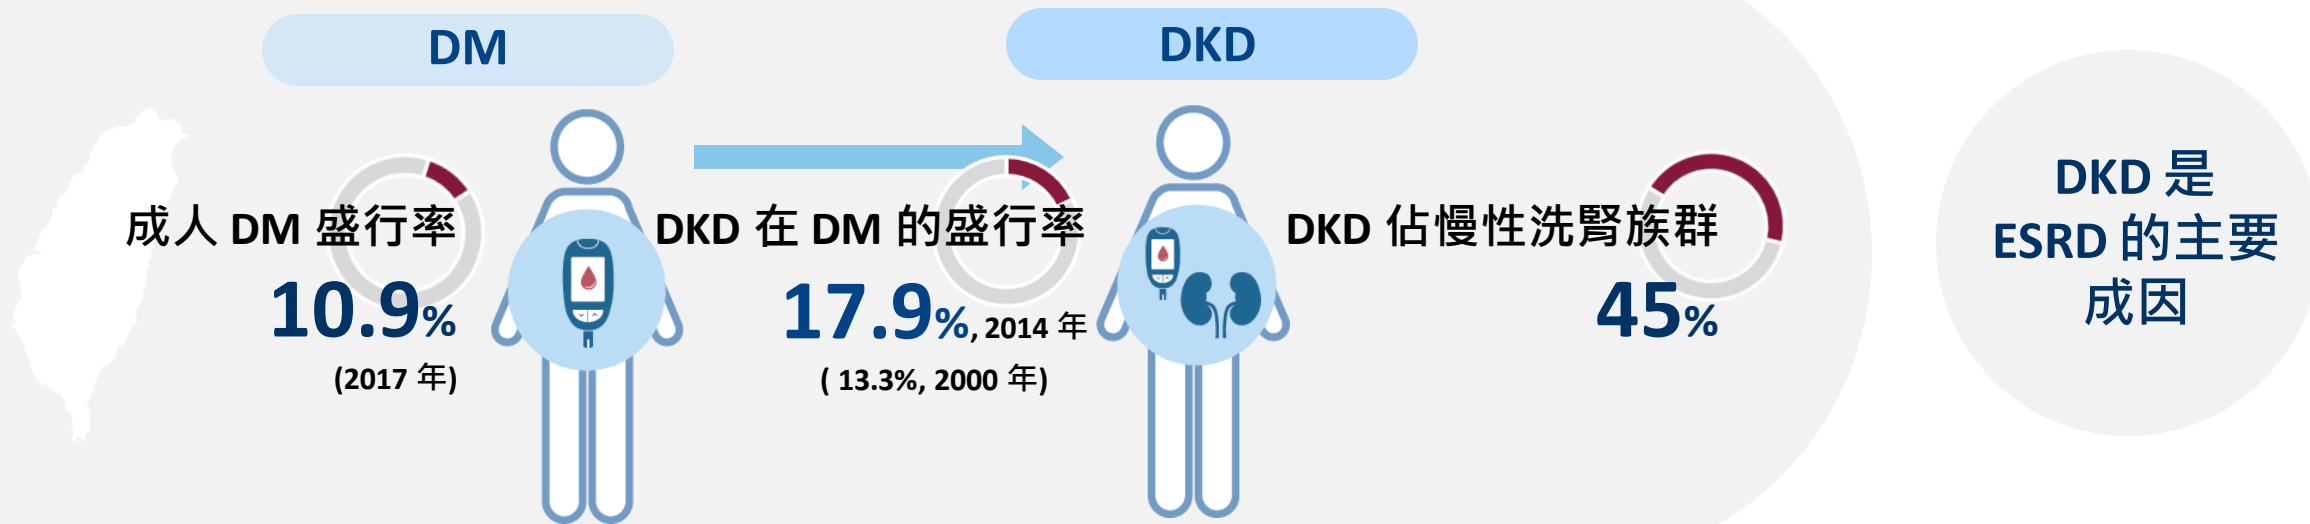 DM
DKD
成人 DM 盛行率
10.9%
(2017 年)
DKD 在 DM 的盛行率
17.9%, 2014 年
( 13.3%, 2000 年)
DKD 佔慢性洗腎族群
45%
DKD 是
ESRD 的主要
成因